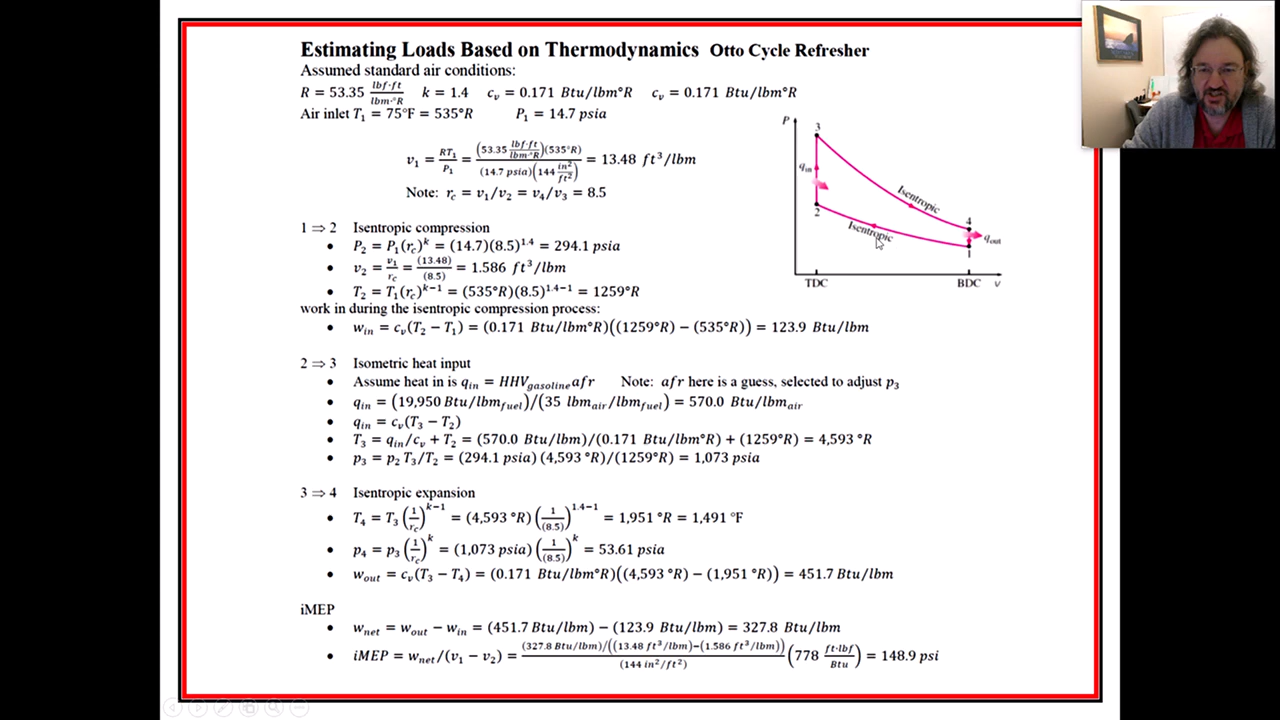 Estimating Loads Based on Thermodynamics Otto Cycle Refresher
Assumed standard air conditions:
R = 53.35 lbf·ft/lbm·°R k = 1.4 c_v = 0.171 Btu/lbm°R c_v = 0.171 Btu/lbm°R
Air inlet T₁ = 75°F = 535°R P₁ = 14.7 psia
v₁ = RT₁/P₁ = (53.35 lbf·ft/lbm·°R)(535°R)/(14.7 psia)(144 in²/ft²) = 13.48 ft³/lbm
Note: r_c = v₁/v₂ = v₄/v₃ = 8.5
1 ⇒ 2 Isentropic compression
• P₂ = P₁(r_c)^k = (14.7)(8.5)^1.4 = 294.1 psia
• v₂ = v₁/r_c = (13.48)/(8.5) = 1.586 ft³/lbm
• T₂ = T₁(r_c)^k−1 = (535°R)(8.5)^1.4−1 = 1259°R
work in during the isentropic compression process:
• w_in = c_v(T₂ − T₁) = (0.171 Btu/lbm°R)((1259°R) − (535°R)) = 123.9 Btu/lbm
2 ⇒ 3 Isometric heat input
• Assume heat in is q_in = HHV_gasoline afr Note: afr here is a guess, selected to adjust p₃
• q_in = (19,950 Btu/lbm_fuel)/(35 lbm_air/lbm_fuel) = 570.0 Btu/lbm_air
• q_in = c_v(T₃ − T₂)
• T₃ = q_in/c_v + T₂ = (570.0 Btu/lbm)/(0.171 Btu/lbm°R) + (1259°R) = 4,593 °R
• p₃ = p₂ T₃/T₂ = (294.1 psia) (4,593 °R)/(1259°R) = 1,073 psia
3 ⇒ 4 Isentropic expansion
• T₄ = T₃ (1/r_c)^k−1 = (4,593 °R) (1/(8.5))^1.4−1 = 1,951 °R = 1,491 °F
• p₄ = p₃ (1/r_c)^k = (1,073 psia) (1/(8.5))^k = 53.61 psia
• w_out = c_v(T₃ − T₄) = (0.171 Btu/lbm°R)((4,593 °R) − (1,951 °R)) = 451.7 Btu/lbm
iMEP
• w_net = w_out − w_in = (451.7 Btu/lbm) − (123.9 Btu/lbm) = 327.8 Btu/lbm
• iMEP = w_net/(v₁ − v₂) = (327.8 Btu/lbm)/((13.48 ft³/lbm)−(1.586 ft³/lbm))/(144 in²/ft²) (778 ft·lbf/Btu) = 148.9 psi
P
3
q_in
Isentropic
2
4
Isentropic
q_out
1
TDC
BDC
v